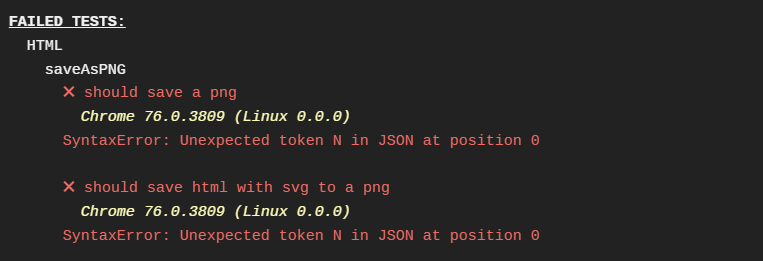 FAILED TESTS:
HTML
saveAsPNG
✕ should save a png
Chrome 76.0.3809 (Linux 0.0.0)
SyntaxError: Unexpected token N in JSON at position 0
✕ should save html with svg to a png
Chrome 76.0.3809 (Linux 0.0.0)
SyntaxError: Unexpected token N in JSON at position 0